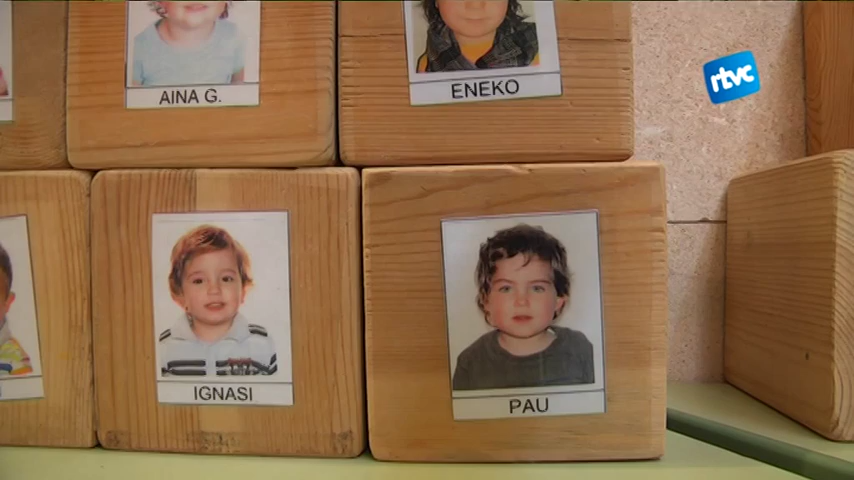 AINA G.
ENEKO
rtvc
IGNASI
PAU